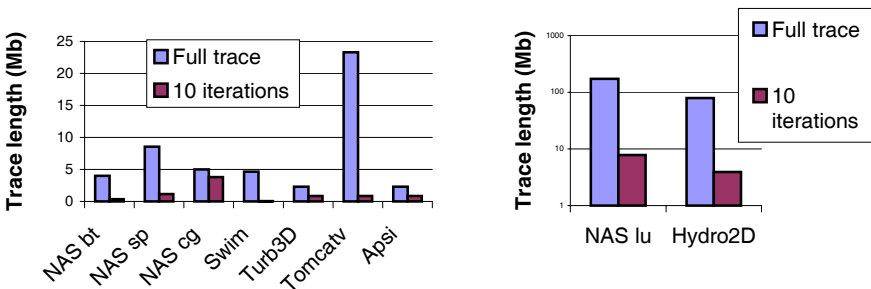 Trace length (Mb)
25
20
15
10
5
0
Full trace
10 iterations
NAS bt
NAS sp
NAS cg
Swim
Turb3D
Tomcatv
Apsi
Trace length (Mb)
1000
100
10
1
Full trace
10
iterations
NAS lu
Hydro2D